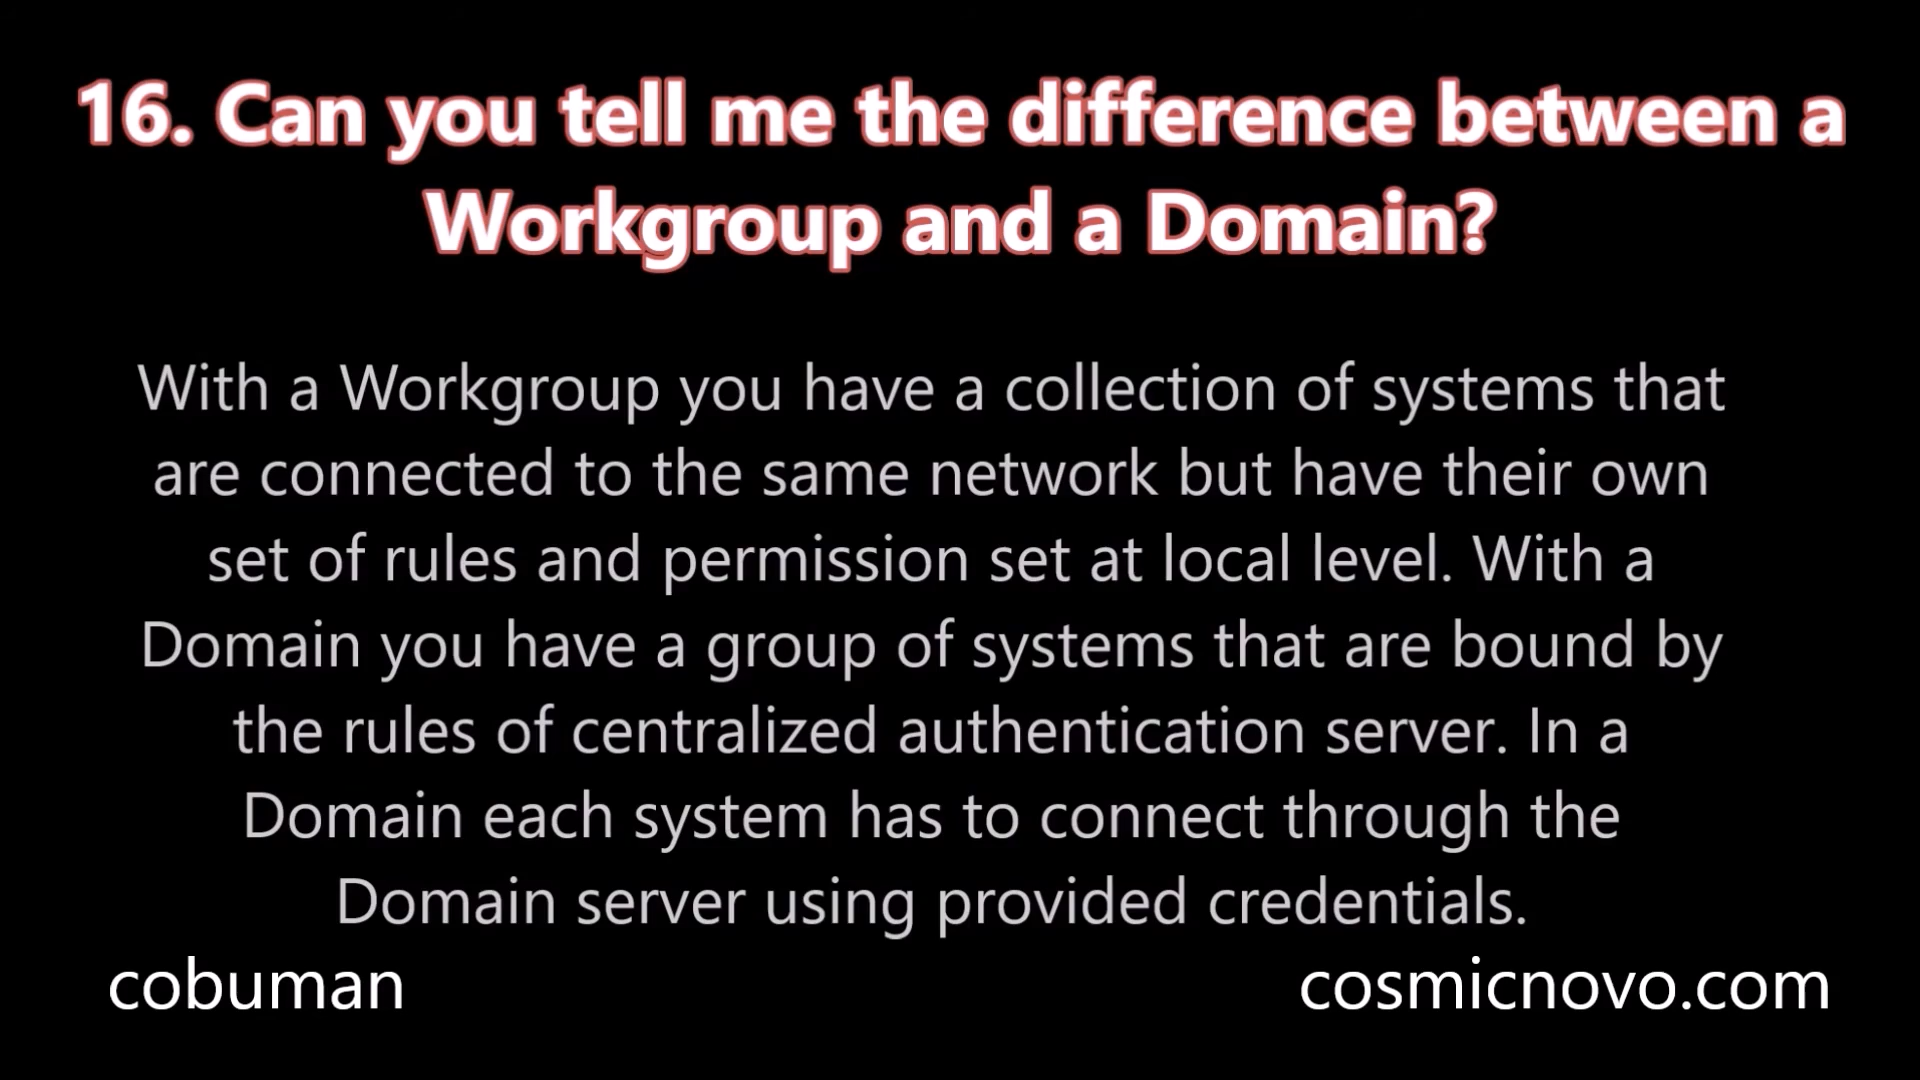 16. Can you tell me the difference between a
Workgroup and a Domain?
With a Workgroup you have a collection of systems that
are connected to the same network but have their own
set of rules and permission set at local level. With a
Domain you have a group of systems that are bound by
the rules of centralized authentication server. In a
Domain each system has to connect through the
Domain server using provided credentials.
cobuman
cosmicnovo.com